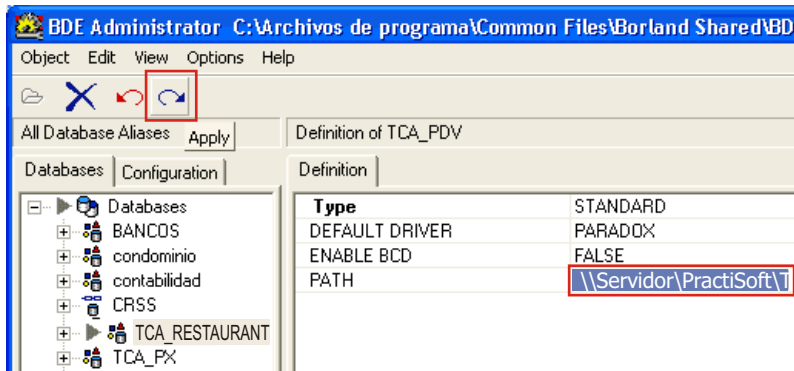 BDE Administrator C:\Archivos de programa\Common Files\Borland Shared\BD
Object Edit View Options Help
All Database Aliases
Apply
Definition of TCA_PDV
Databases
Configuration
Definition
Databases
BANCOS
condominio
contabilidad
CRSS
TCA_RESTAURANT
TCA_PX
Type STANDARD
DEFAULT DRIVER PARADOX
ENABLE BCD FALSE
PATH \\Servidor\PractiSoft\T